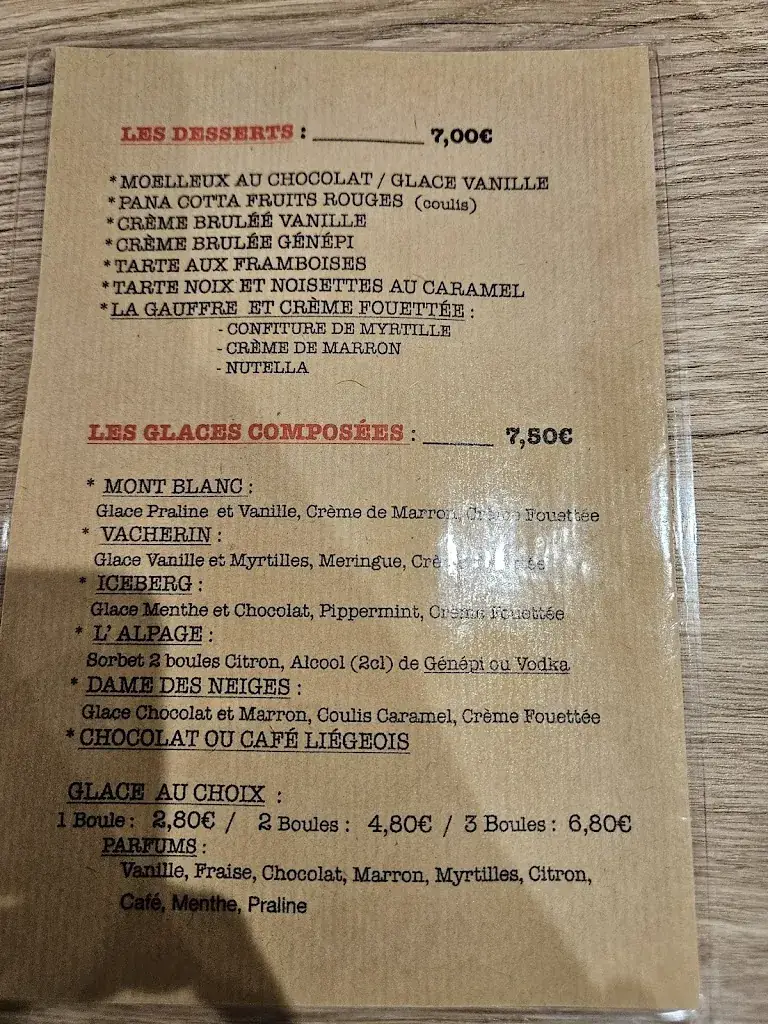 LES DESSERTS : ____________ 7,00€
* MOELLEUX AU CHOCOLAT / GLACE VANILLE
* PANA COTTA FRUITS ROUGES (coulis)
* CRÈME BRULÉÉ VANILLE
* CRÈME BRULÉE GÉNÉPI
* TARTE AUX FRAMBOISES
* TARTE NOIX ET NOISETTES AU CARAMEL
* LA GAUFFRE ET CRÈME FOUETTÉE :
- CONFITURE DE MYRTILLE
- CRÈME DE MARRON
- NUTELLA
LES GLACES COMPOSÉES : ________ 7,50€
* MONT BLANC :
Glace Praline et Vanille, Crème de Marron, Crème Fouettée
* VACHERIN :
Glace Vanille et Myrtilles, Meringue,
* ICEBERG :
Glace Menthe et Chocolat, Pippermint, Crème Fouettée
* L' ALPAGE :
Sorbet 2 boules Citron, Alcool (2cl) de Génépi ou Vodka
* DAME DES NEIGES :
Glace Chocolat et Marron, Coulis Caramel, Crème Fouettée
* CHOCOLAT OU CAFÉ LIÉGEOIS
GLACE AU CHOIX :
1 Boule : 2,80€ / 2 Boules : 4,80€ / 3 Boules : 6,80€
PARFUMS :
Vanille, Fraise, Chocolat, Marron, Myrtilles, Citron,
Café, Menthe, Praline